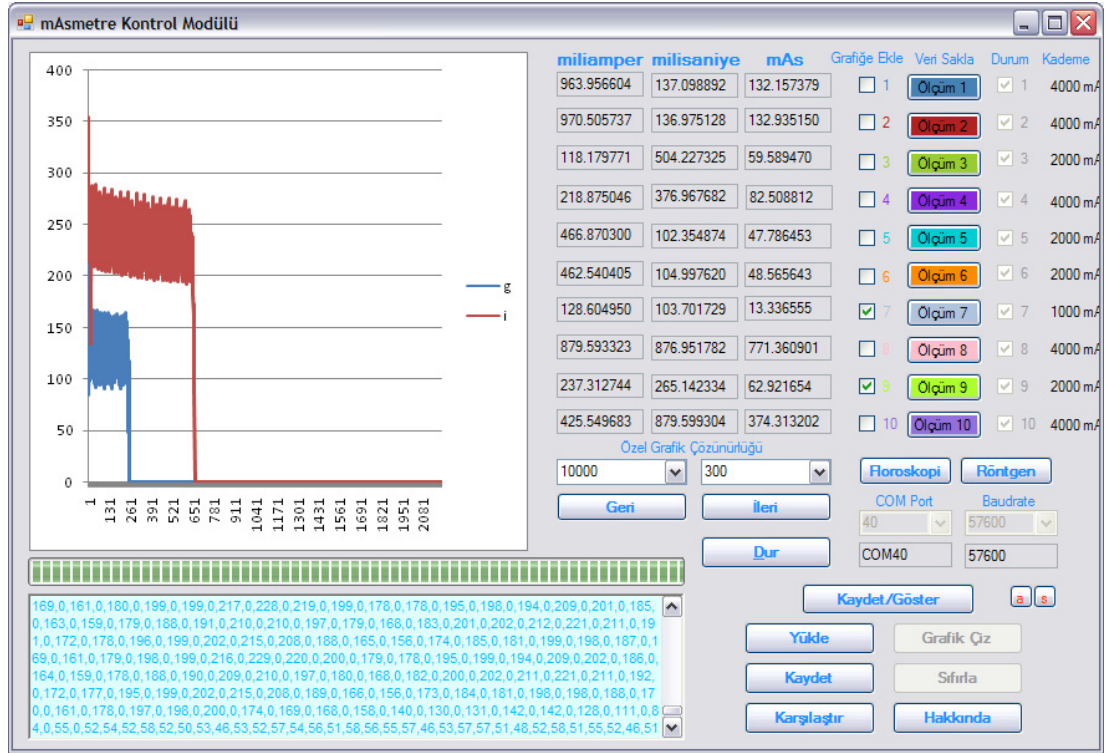 mAsmetre Kontrol Modülü
400
350
300
250
200
150
100
50
0
1
131
261
391
521
651
781
911
1041
1171
1301
1431
1561
1691
1821
1951
2081
g
i
miliamper milisaniye mAs Grafiğe Ekle Veri Sakla Durum Kademe
963.956604 137.098892 132.157379 1 Ölçüm 1 1 4000 mA
970.505737 136.975128 132.935150 2 Ölçüm 2 2 4000 mA
118.179771 504.227325 59.589470 3 Ölçüm 3 3 2000 mA
218.875046 376.967682 82.508812 4 Ölçüm 4 4 4000 mA
466.870300 102.354874 47.786453 5 Ölçüm 5 5 2000 mA
462.540405 104.997620 48.565643 6 Ölçüm 6 6 2000 mA
128.604950 103.701729 13.336555 7 Ölçüm 7 7 1000 mA
879.593323 876.951782 771.360901 8 Ölçüm 8 8 4000 mA
237.312744 265.142334 62.921654 9 Ölçüm 9 9 2000 mA
425.549683 879.599304 374.313202 10 Ölçüm 10 10 4000 mA
Özel Grafik Çözünürlüğü
10000 300 Floroskopi Röntgen
Geri İleri COM Port Baudrate
40 57600
Dur COM40 57600
Kaydet/Göster a s
Yükle Grafik Çiz
Kaydet Sıfırla
Karşılaştır Hakkında
169,0,161,0,180,0,199,0,199,0,217,0,228,0,219,0,199,0,178,0,178,0,195,0,198,0,194,0,209,0,201,0,185,
0,163,0,159,0,179,0,188,0,191,0,210,0,210,0,197,0,179,0,168,0,183,0,201,0,202,0,212,0,221,0,211,0,19
1,0,172,0,178,0,196,0,199,0,202,0,215,0,208,0,188,0,165,0,156,0,174,0,185,0,181,0,199,0,198,0,187,0,1
69,0,161,0,179,0,198,0,199,0,216,0,229,0,220,0,200,0,179,0,178,0,195,0,199,0,194,0,209,0,202,0,186,0,
164,0,159,0,178,0,188,0,190,0,209,0,210,0,197,0,180,0,168,0,182,0,200,0,202,0,211,0,221,0,211,0,192,
0,172,0,177,0,195,0,199,0,202,0,215,0,208,0,189,0,166,0,156,0,173,0,184,0,181,0,198,0,198,0,188,0,17
0,0,161,0,178,0,197,0,198,0,200,0,174,0,169,0,168,0,158,0,140,0,130,0,131,0,142,0,142,0,128,0,111,0,8
4,0,55,0,52,54,52,58,52,50,53,46,53,52,57,54,56,51,58,56,55,57,46,53,57,57,51,48,52,58,51,55,52,46,51